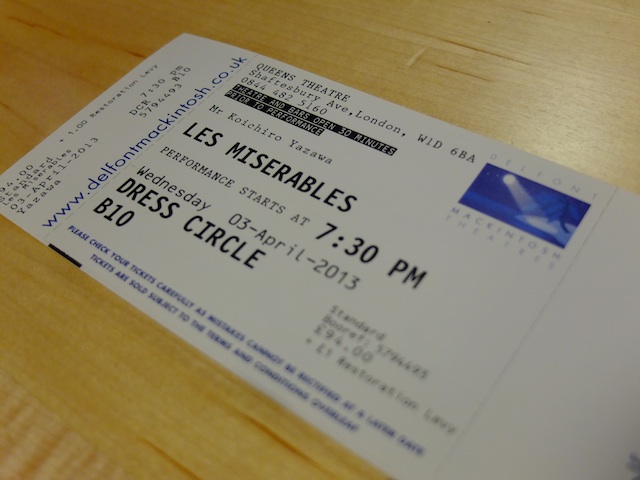 QUEENS THEATRE
Shaftesbury Ave,London, W1D 6BA
0844 482 5160
THEATRE AND BARS OPEN 30 MINUTES
PRIOR TO PERFORMANCE
Mr Koichiro Yazawa
LES MISERABLES
PERFORMANCE STARTS AT 7:30 PM
Wednesday 03-April-2013
DRESS CIRCLE
B10
Standard
£94.00
+ £1 Restoration Levy
PLEASE CHECK YOUR TICKETS CAREFULLY AS MISTAKES CANNOT BE RECTIFIED AT A LATER DATE
TICKETS ARE SOLD SUBJECT TO THE TERMS AND CONDITIONS OVERLEAF
DELFONT
MACKINTOSH
THEATRES
www.delfontmackintosh.co.uk
DCR 7:30 PM
5794493 B10
+ 1.00 Restoration Levy
03-April-2013
Yazawa